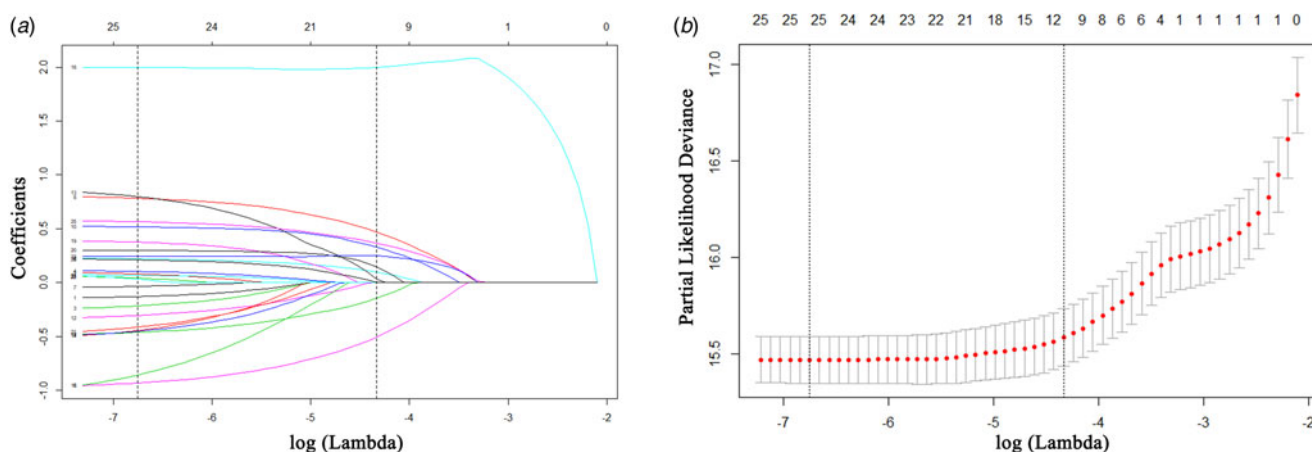 (a)
25 24 21 9 1 0
Coefficients
2.0
1.5
1.0
0.5
0.0
-0.5
-1.0
-7 -6 -5 -4 -3 -2
log (Lambda)
(b)
25 25 25 24 24 23 22 21 18 15 12 9 8 6 6 4 1 1 1 1 1 1 0
Partial Likelihood Deviance
17.0
16.5
16.0
15.5
-7 -6 -5 -4 -3 -2
log (Lambda)